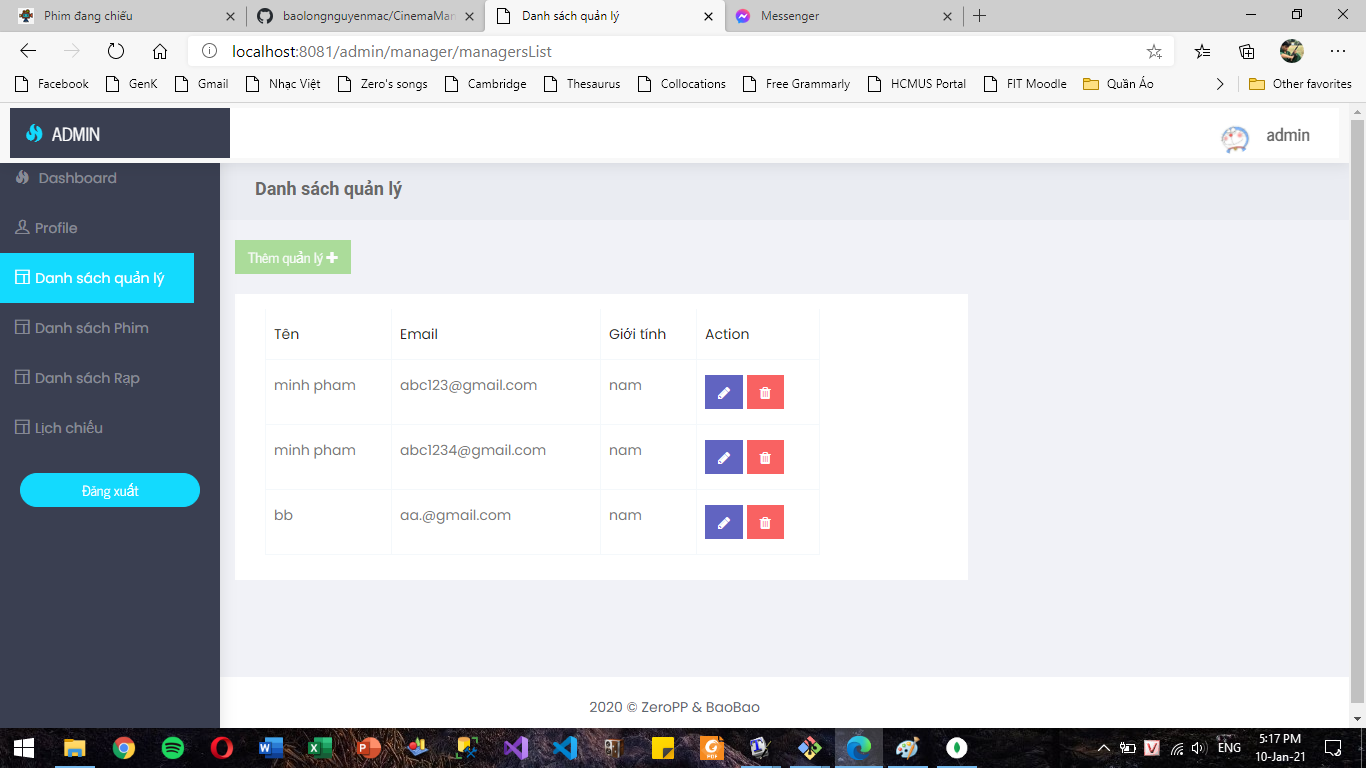 Phim đang chiếu
baolongnguyenmac/CinemaMan
Danh sách quản lý
Messenger
localhost:8081/admin/manager/managersList
Facebook
GenK
Gmail
Nhạc Việt
Zero's songs
Cambridge
Thesaurus
Collocations
Free Grammarly
HCMUS Portal
FIT Moodle
Quần Áo
Other favorites
ADMIN
admin
Dashboard
Profile
Danh sách quản lý
Danh sách Phim
Danh sách Rạp
Lịch chiếu
Đăng xuất
Danh sách quản lý
Thêm quản lý
Tên Email Giới tính Action
minh pham abc123@gmail.com nam
minh pham abc1234@gmail.com nam
bb aa.@gmail.com nam
2020 © ZeroPP & BaoBao
ENG
5:17 PM
10-Jan-21